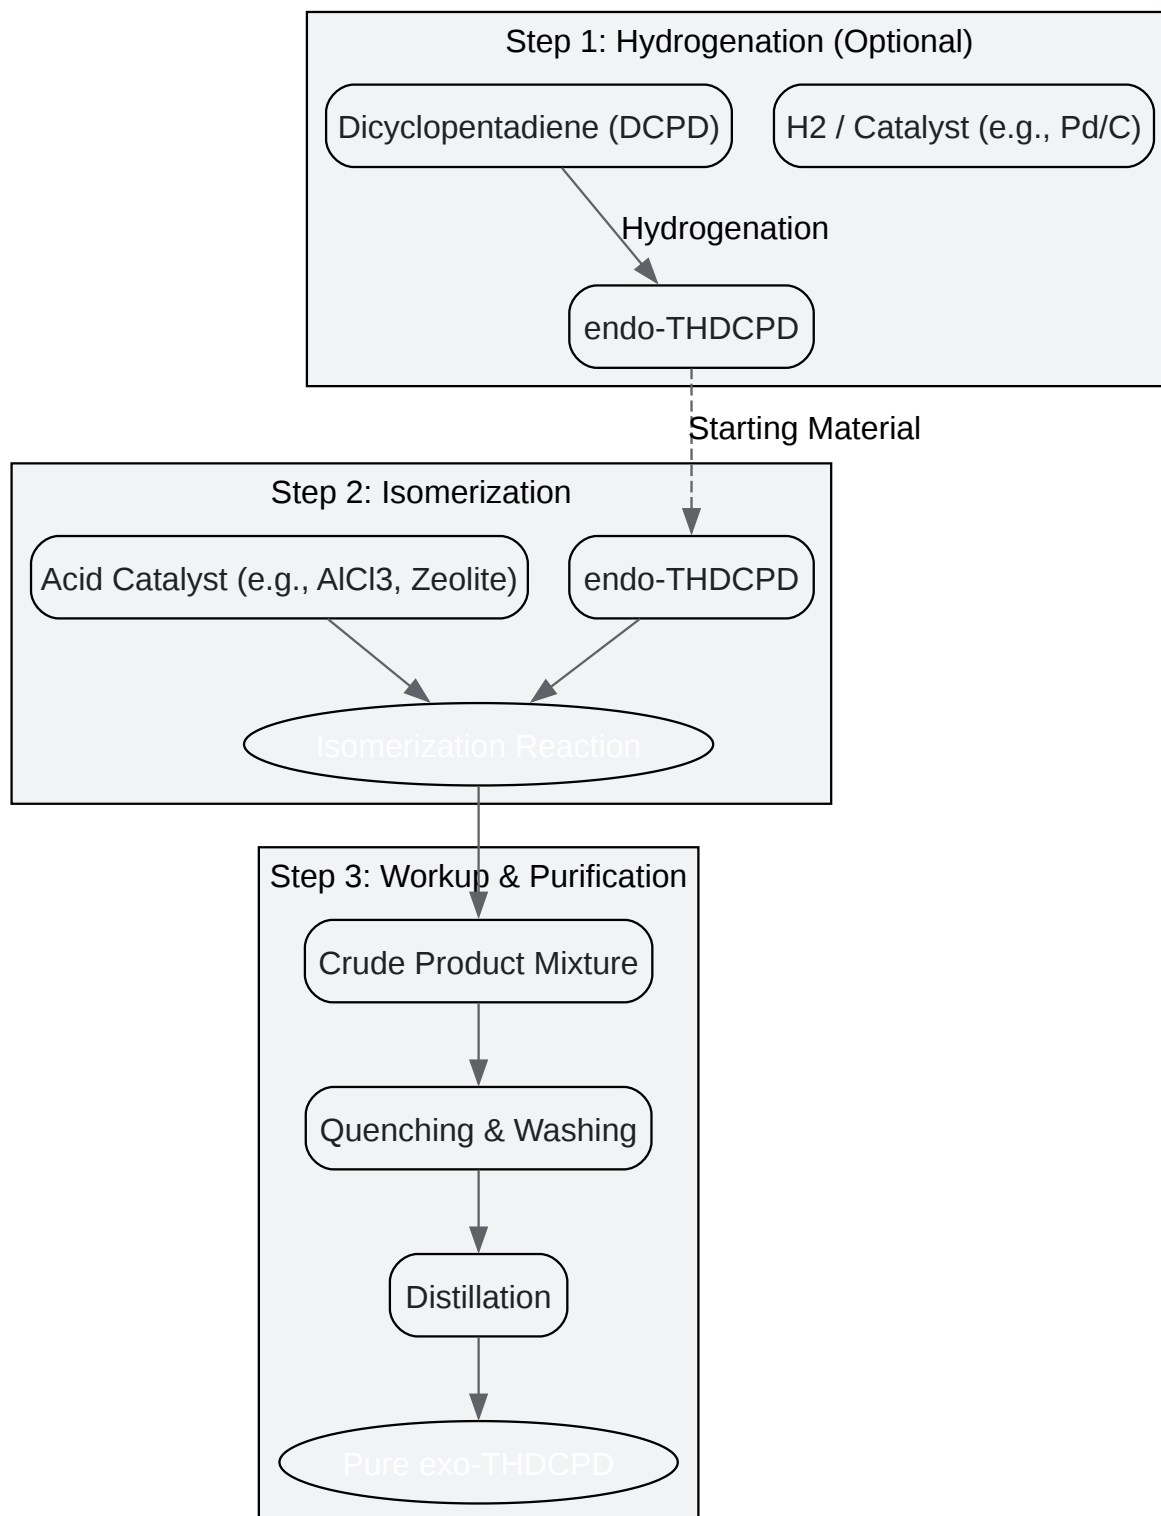 Step 1: Hydrogenation (Optional)
Dicyclopentadiene (DCPD)
H2 / Catalyst (e.g., Pd/C)
Hydrogenation
endo-THDCPD
Starting Material
Step 2: Isomerization
Acid Catalyst (e.g., AlCl3, Zeolite)
endo-THDCPD
Isomerization Reaction
Step 3: Workup & Purification
Crude Product Mixture
Quenching & Washing
Distillation
Pure exo-THDCPD